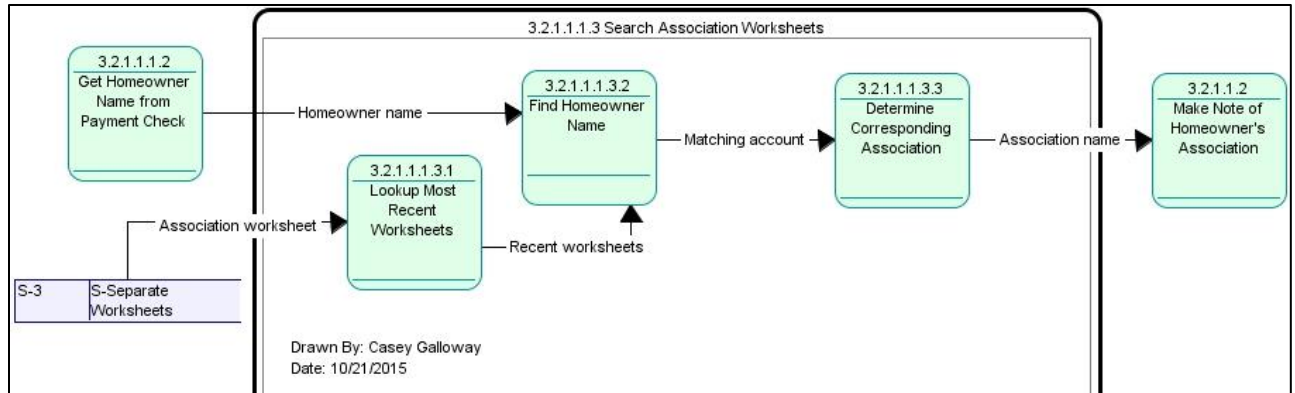 3.2.1.1.1.3 Search Association Worksheets
3.2.1.1.1.2
Get Homeowner
Name from
Payment Check
Homeowner name
3.2.1.1.1.3.2
Find Homeowner
Name
Matching account
3.2.1.1.1.3.3
Determine
Corresponding
Association
Association name
3.2.1.1.2
Make Note of
Homeowner's
Association
3.2.1.1.1.3.1
Lookup Most
Recent
Worksheets
Association worksheet
Recent worksheets
S-3
S-Separate
Worksheets
Drawn By: Casey Galloway
Date: 10/21/2015